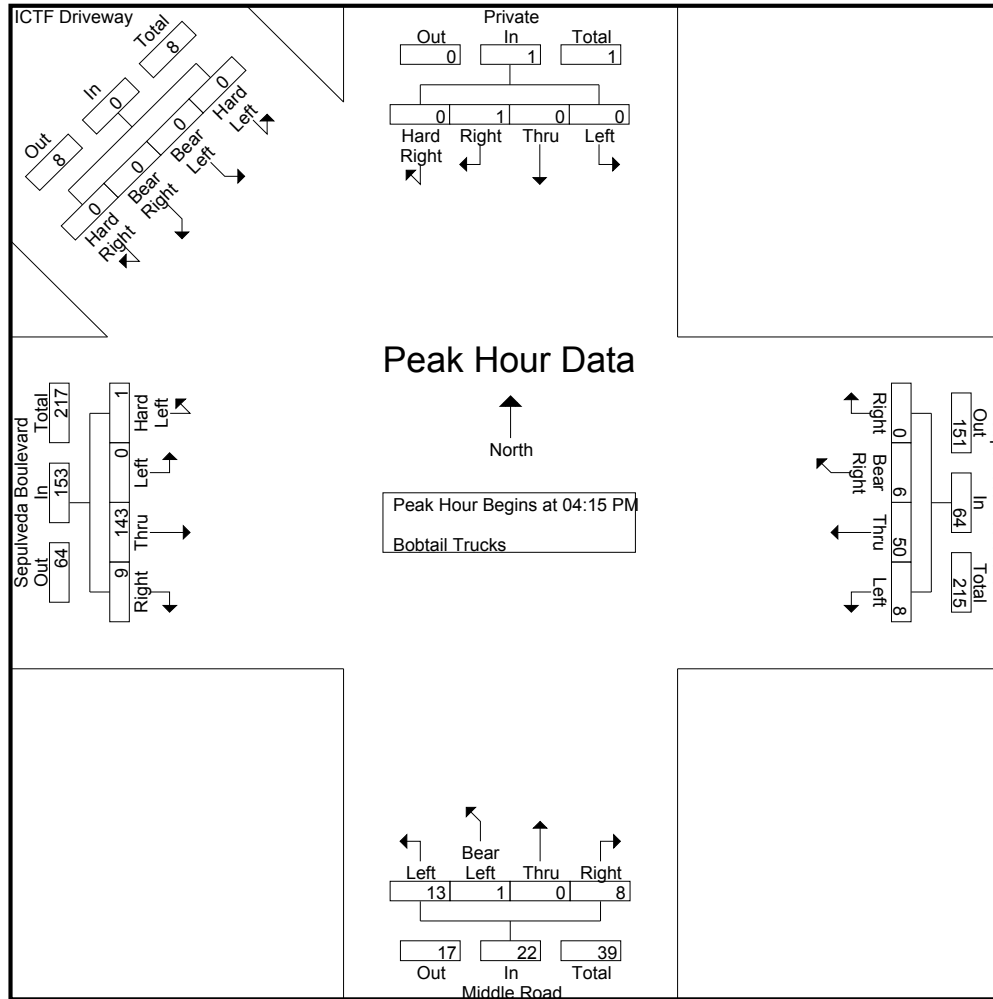 ICTF Driveway
Total
8
In
0
Out
8
0
0
0
0
Hard
Left
Bear
Left
Bear
Right
Hard
Right
Private
Out In Total
0 1 1
0 1 0 0
Hard
Right
Right Thru Left
Peak Hour Data
North
Peak Hour Begins at 04:15 PM
Bobtail Trucks
Sepulveda Boulevard
Total
217
In
153
Out
64
1
0
143
9
Hard
Left
Left
Thru
Right
Right
Bear
Right
Thru
Left
0
6
50
8
Out
151
In
64
Total
215
Left
Bear
Left
Thru Right
13 1 0 8
17 22 39
Out In Total
Middle Road